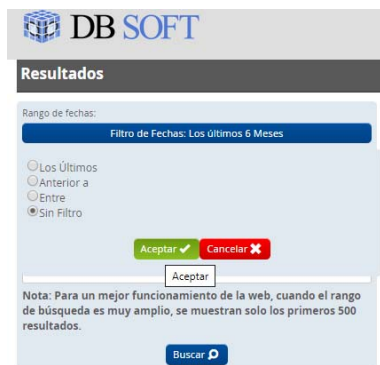 DB SOFT
Resultados
Rango de fechas:
Filtro de Fechas: Los últimos 6 Meses
Los Últimos
Anterior a
Entre
Sin Filtro
Aceptar Cancelar
Aceptar
Nota: Para un mejor funcionamiento de la web, cuando el rango
de búsqueda es muy amplio, se muestran solo los primeros 500
resultados.
Buscar